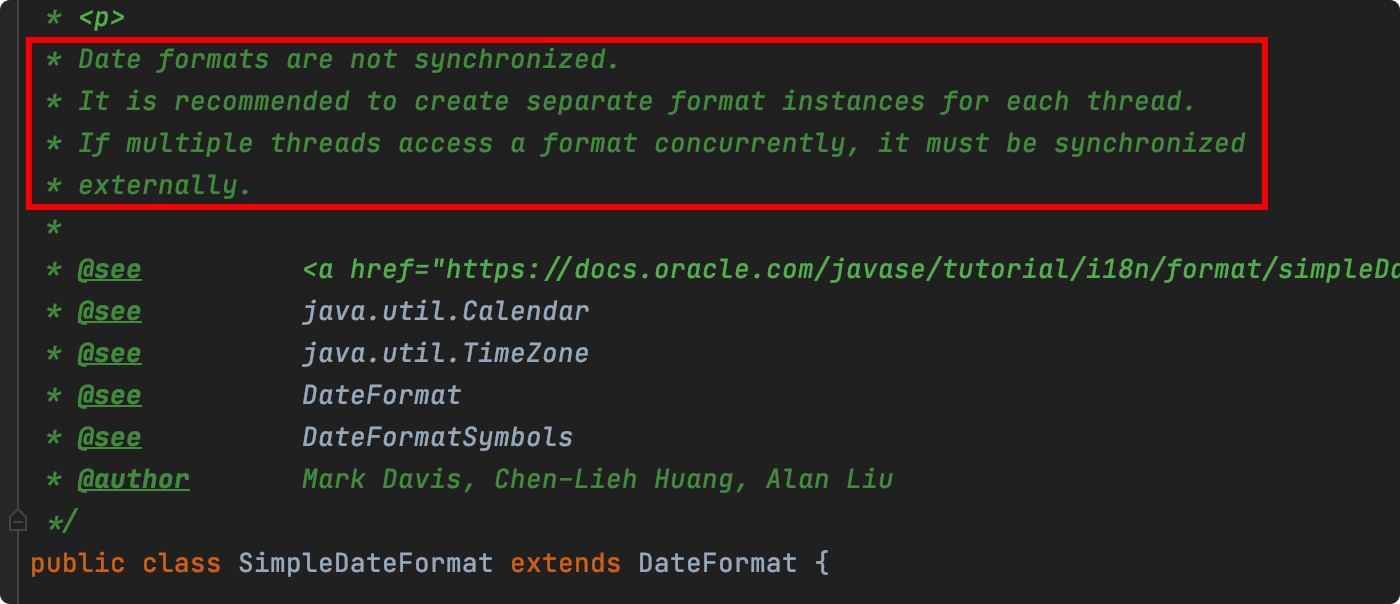 * <p>
* Date formats are not synchronized.
* It is recommended to create separate format instances for each thread.
* If multiple threads access a format concurrently, it must be synchronized
* externally.
*
* @see <a href="https://docs.oracle.com/javase/tutorial/i18n/format/simpleDa
* @see java.util.Calendar
* @see java.util.TimeZone
* @see DateFormat
* @see DateFormatSymbols
* @author Mark Davis, Chen-Lieh Huang, Alan Liu
*/
public class SimpleDateFormat extends DateFormat {